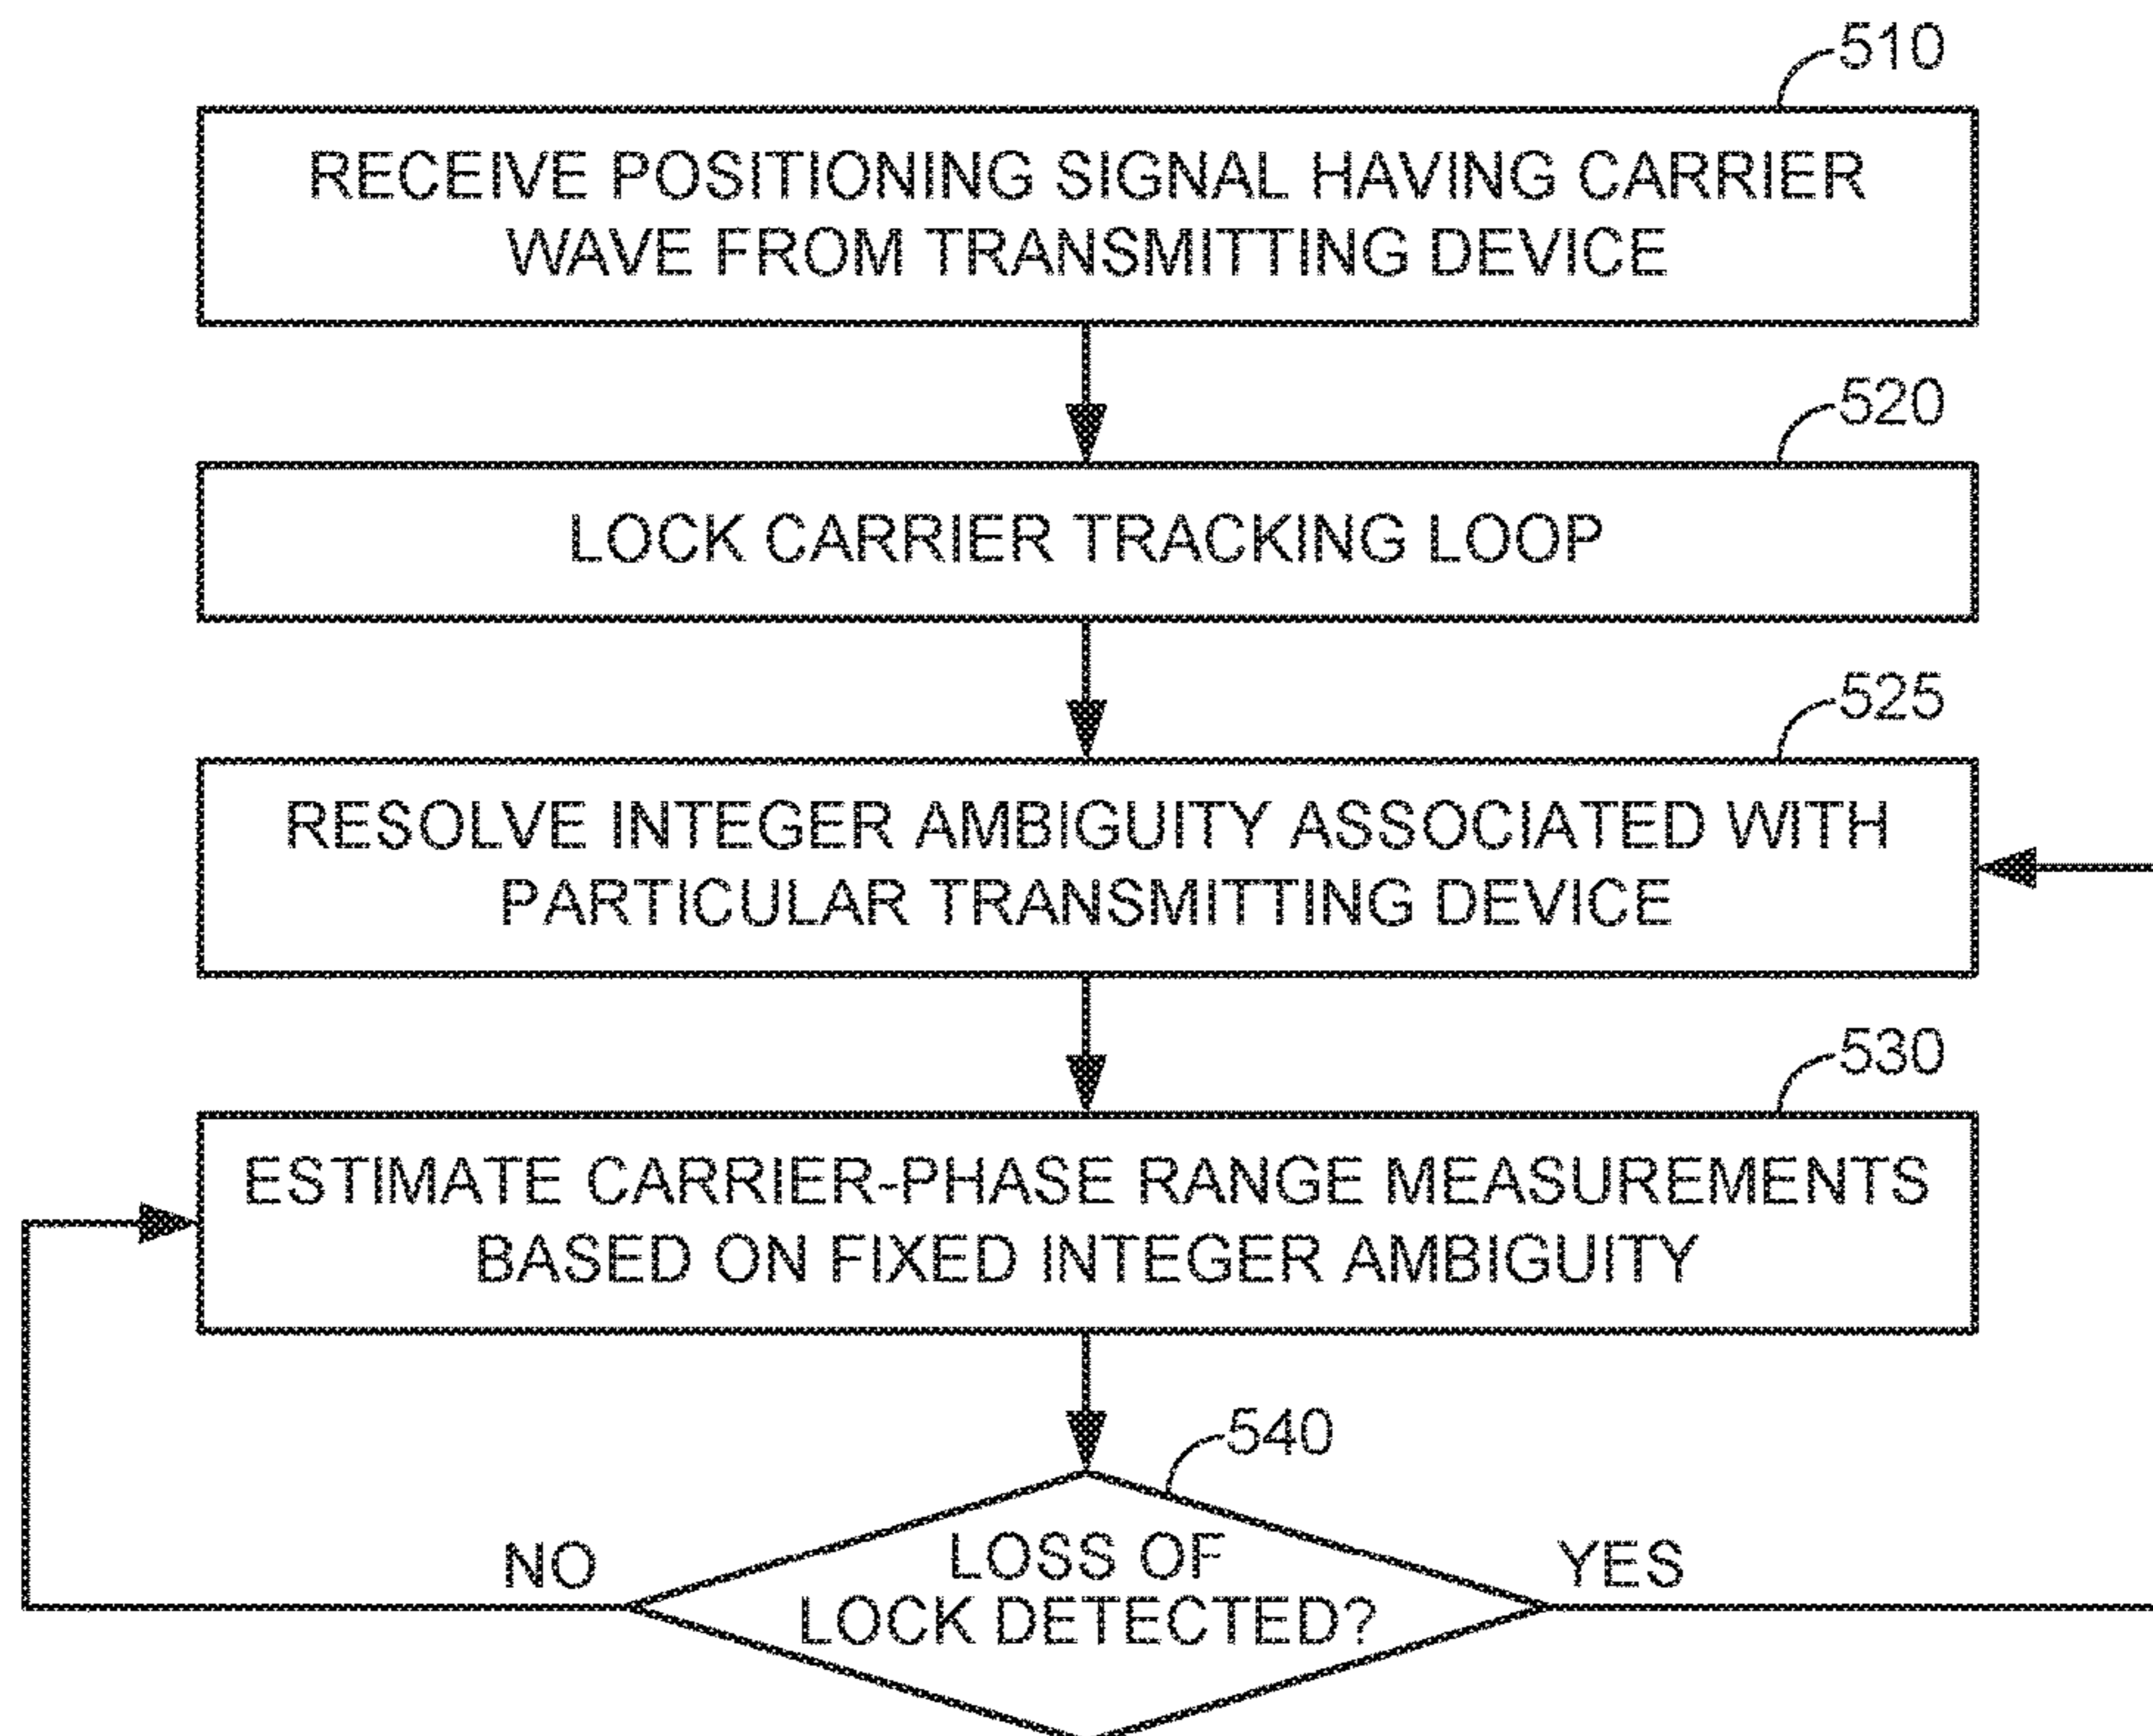 510
RECEIVE POSITIONING SIGNAL HAVING CARRIER
WAVE FROM TRANSMITTING DEVICE
520
LOCK CARRIER TRACKING LOOP
525
RESOLVE INTEGER AMBIGUITY ASSOCIATED WITH
PARTICULAR TRANSMITTING DEVICE
530
ESTIMATE CARRIER-PHASE RANGE MEASUREMENTS
BASED ON FIXED INTEGER AMBIGUITY
540
NO
LOSS OF
LOCK DETECTED?
YES